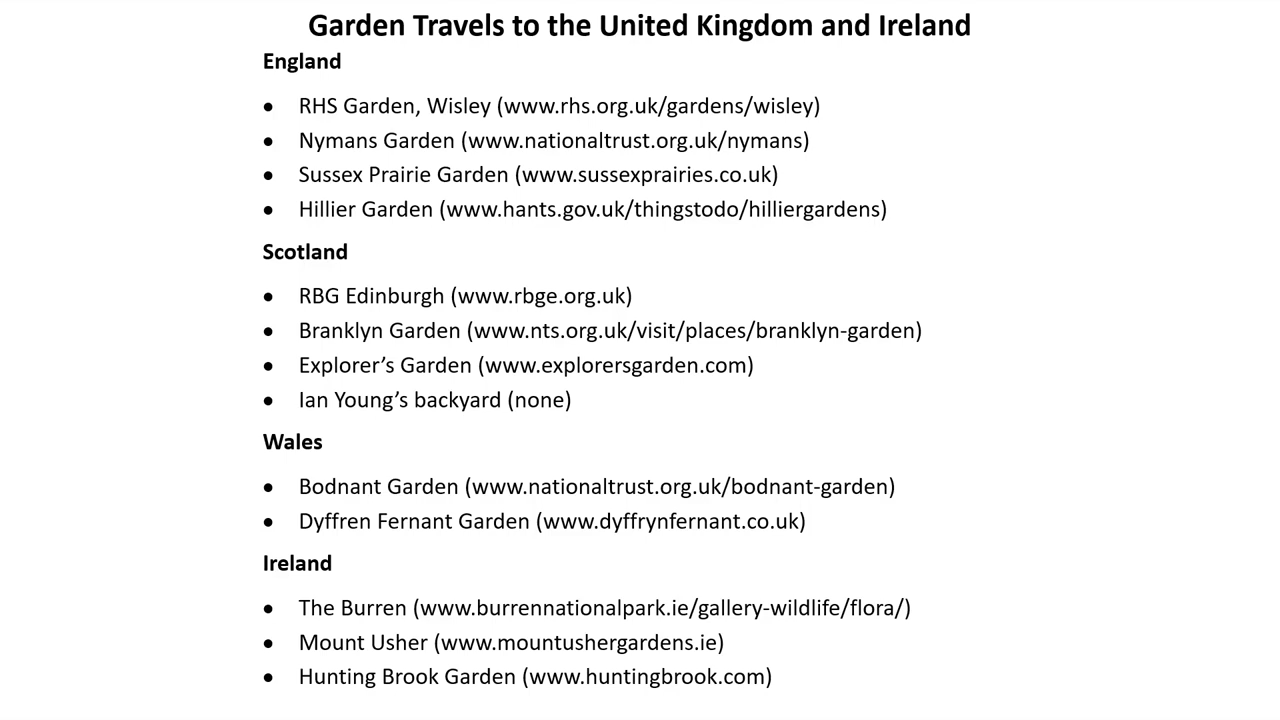 Garden Travels to the United Kingdom and Ireland
England
● RHS Garden, Wisley (www.rhs.org.uk/gardens/wisley)
● Nymans Garden (www.nationaltrust.org.uk/nymans)
● Sussex Prairie Garden (www.sussexprairies.co.uk)
● Hillier Garden (www.hants.gov.uk/thingstodo/hilliergardens)
Scotland
● RBG Edinburgh (www.rbge.org.uk)
● Branklyn Garden (www.nts.org.uk/visit/places/branklyn-garden)
● Explorer’s Garden (www.explorersgarden.com)
● Ian Young’s backyard (none)
Wales
● Bodnant Garden (www.nationaltrust.org.uk/bodnant-garden)
● Dyffren Fernant Garden (www.dyffrynfernant.co.uk)
Ireland
● The Burren (www.burrennationalpark.ie/gallery-wildlife/flora/)
● Mount Usher (www.mountushergardens.ie)
● Hunting Brook Garden (www.huntingbrook.com)